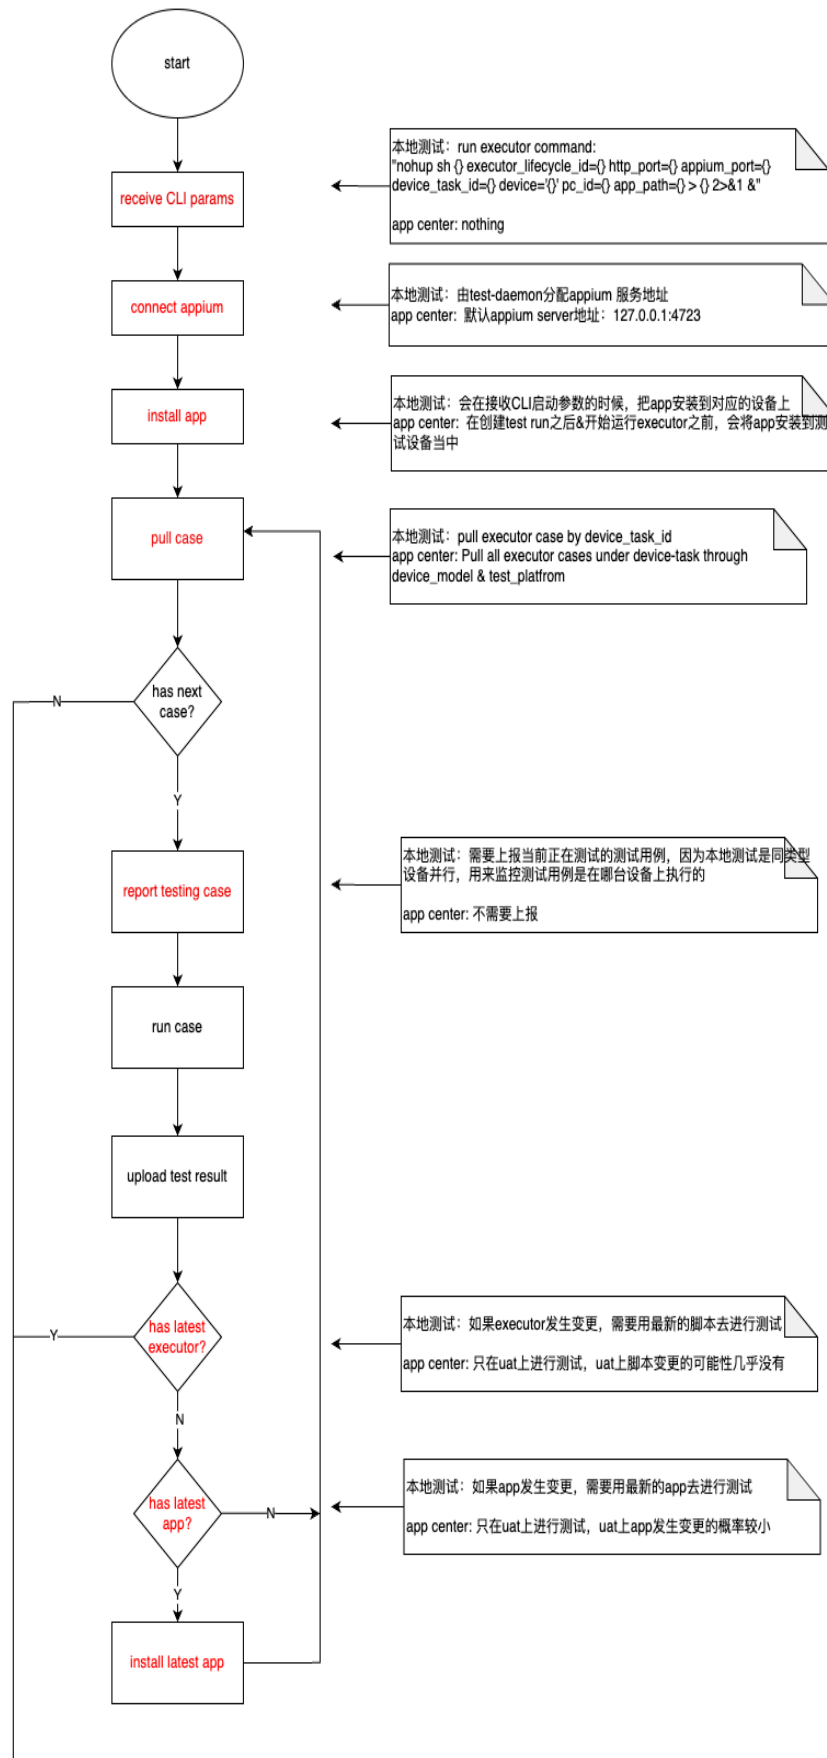 start
本地测试：run executor command:
"nohup sh {} executor_lifecycle_id={} http_port={} appium_port={}
device_task_id={} device='{}' pc_id={} app_path={} > {} 2>&1 &"
app center: nothing
receive CLI params
本地测试：由test-daemon分配appium 服务地址
app center: 默认appium server地址：127.0.0.1:4723
connect appium
本地测试：会在接收CLI启动参数的时候，把app安装到对应的设备上
app center: 在创建test run之后&开始运行executor之前，会将app安装到测
试设备当中
install app
本地测试：pull executor case by device_task_id
app center: Pull all executor cases under device-task through
device_model & test_platfrom
pull case
has next
case?
N
Y
本地测试：需要上报当前正在测试的测试用例，因为本地测试是同类型
设备并行，用来监控测试用例是在哪台设备上执行的
app center: 不需要上报
report testing case
run case
upload test result
本地测试：如果executor发生变更，需要用最新的脚本去进行测试
app center: 只在uat上进行测试，uat上脚本变更的可能性几乎没有
has latest
executor?
Y
N
本地测试：如果app发生变更，需要用最新的app去进行测试
app center: 只在uat上进行测试，uat上app发生变更的概率较小
has latest
app?
N
Y
install latest app